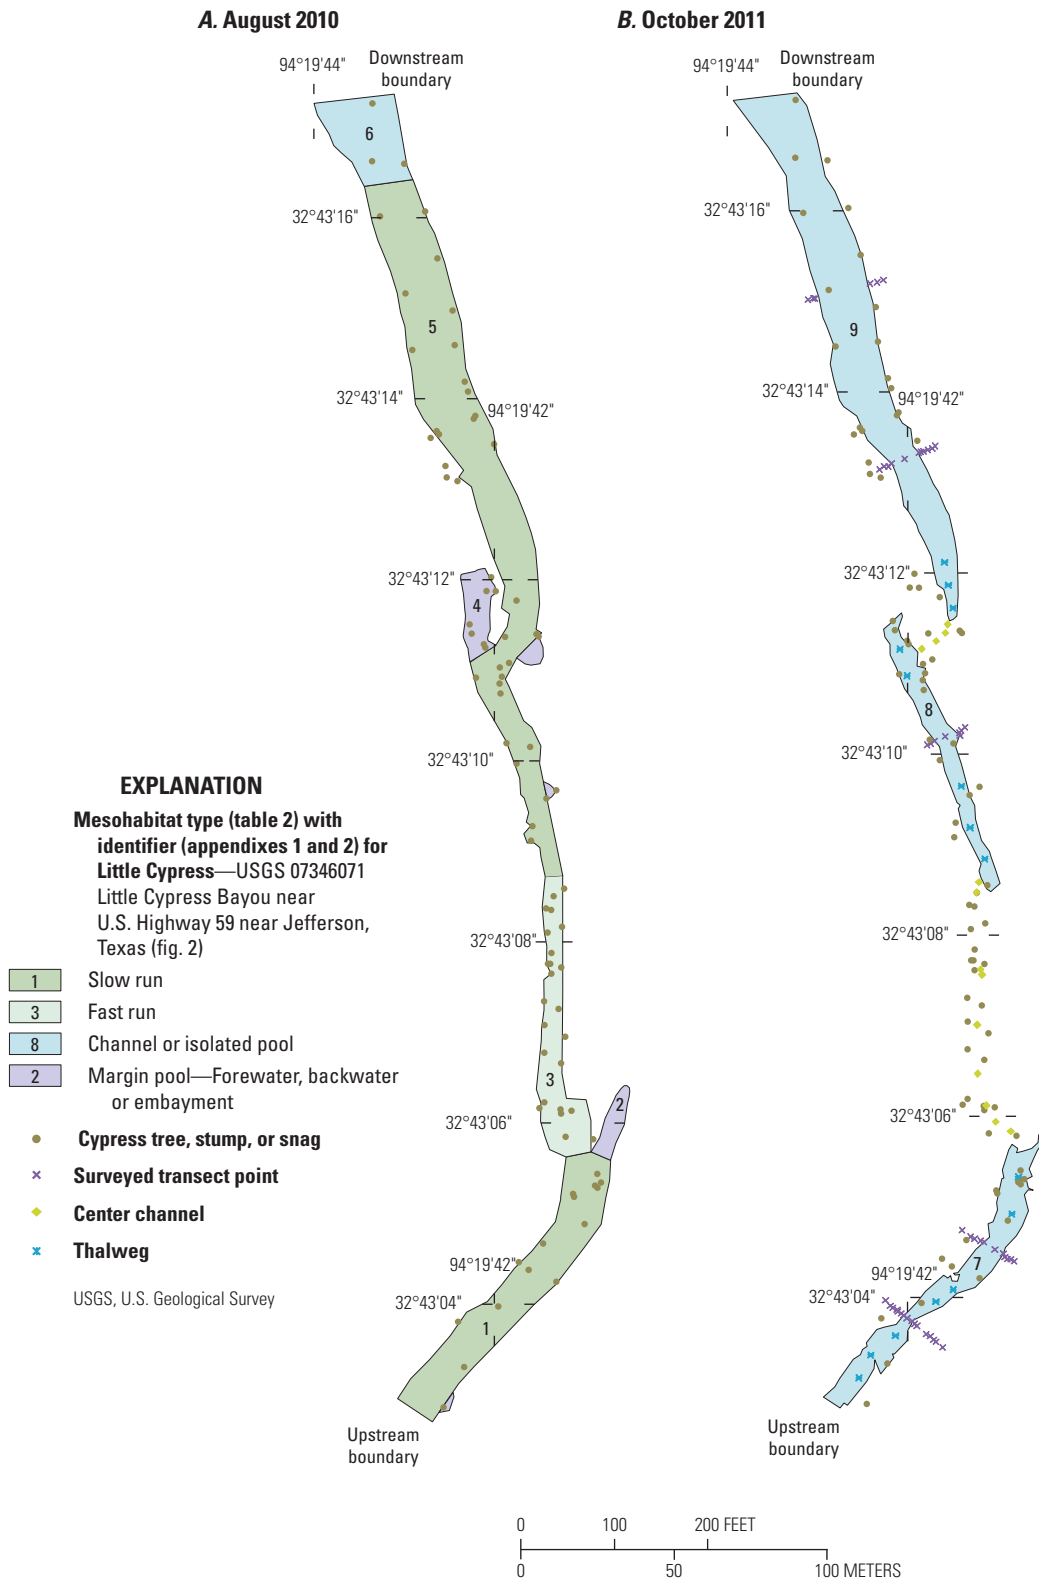 A. August 2010
B. October 2011
94°19'44"
Downstream
boundary
6
32°43'16"
5
32°43'14"
94°19'42"
32°43'12"
4
32°43'10"
32°43'08"
3
2
32°43'06"
94°19'42"
32°43'04"
1
Upstream
boundary
94°19'44"
Downstream
boundary
32°43'16"
9
32°43'14"
94°19'42"
32°43'12"
8
32°43'10"
32°43'08"
32°43'06"
7
94°19'42"
32°43'04"
Upstream
boundary
EXPLANATION
Mesohabitat type (table 2) with
identifier (appendixes 1 and 2) for
Little Cypress—USGS 07346071
Little Cypress Bayou near
U.S. Highway 59 near Jefferson,
Texas (fig. 2)
1 Slow run
3 Fast run
8 Channel or isolated pool
2 Margin pool—Forewater, backwater
or embayment
Cypress tree, stump, or snag
Surveyed transect point
Center channel
Thalweg
USGS, U.S. Geological Survey
0 100 200 FEET
0 50 100 METERS